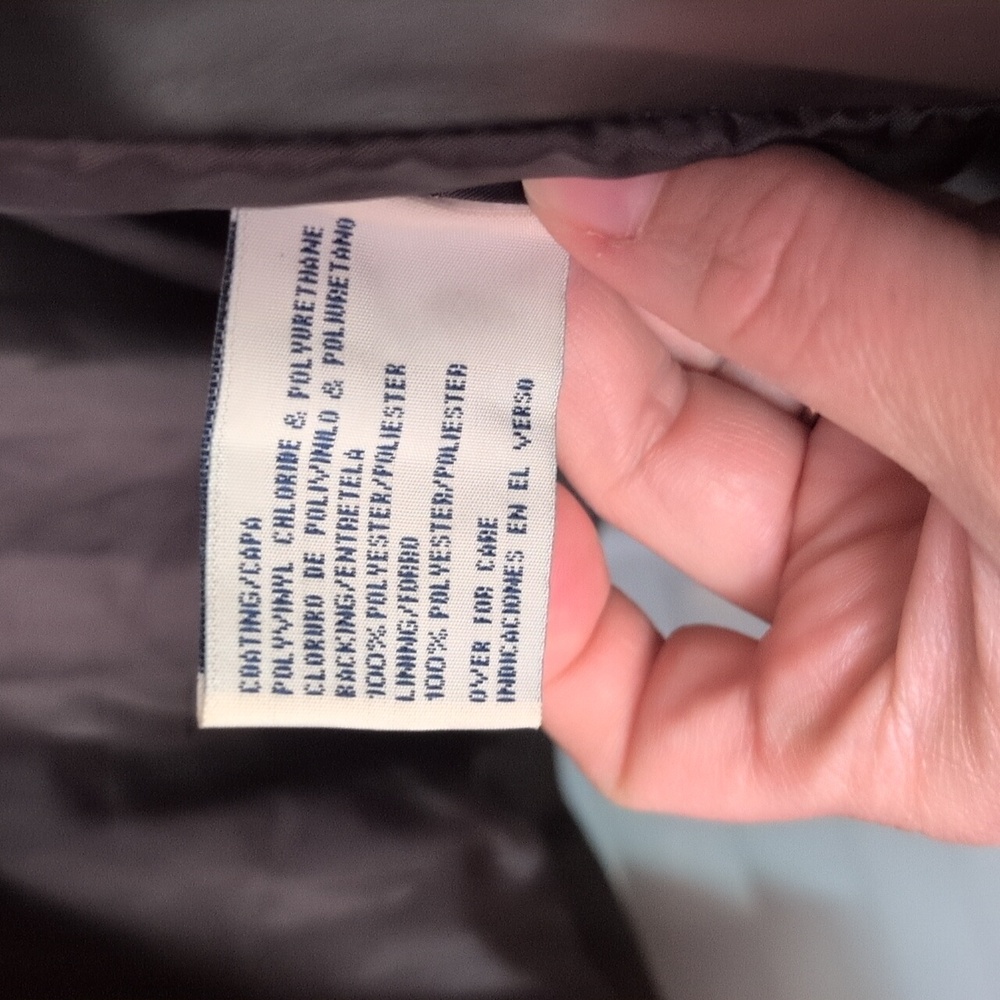 COATING/CAPA
POLYVINYL CHLORIDE & POLYURETHANE
CLORURO DE POLIVINILO & POLIURETANO
BACKING/ENTRETELA
100% POLYESTER/POLIESTER
LINING/FORRO
100% POLYESTER/POLIESTER
OVER FOR CARE
INDICACIONES EN EL VERSO